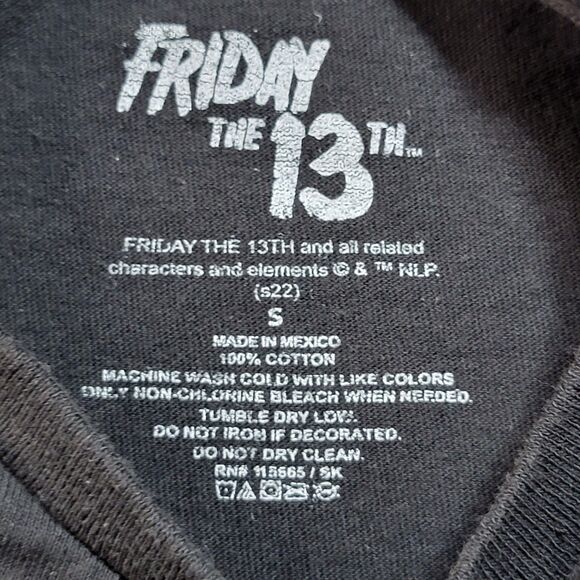 FRIDAY
THE 13TH™
FRIDAY THE 13TH and all related
characters and elements © & ™ NLP.
(s22)
S
MADE IN MEXICO
100% COTTON
MACHINE WASH COLD WITH LIKE COLORS
ONLY NON-CHLORINE BLEACH WHEN NEEDED.
TUMBLE DRY LOW.
DO NOT IRON IF DECORATED.
DO NOT DRY CLEAN.
RN# 118665 / SK